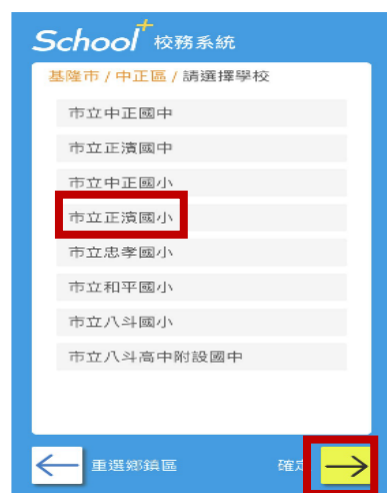 School+ 校務系統
基隆市 / 中正區 / 請選擇學校
市立中正國中
市立正濱國中
市立中正國小
市立正濱國小
市立忠孝國小
市立和平國小
市立八斗國小
市立八斗高中附設國中
重選鄉鎮區 確定